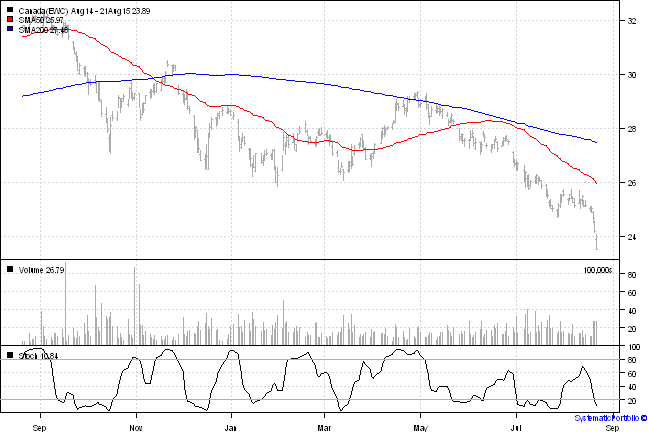 Canada(EWC) Aug 14 - 21Aug15 23.89
SMA50 25.97
SMA200 27.48
32
30
28
26
24
Volume 26.79
100,000s
80
60
40
20
Stoch 10.84
100
80
60
40
20
SystematicPortfolio ©
Sep
Nov
Jan
Mar
May
Jul
Sep